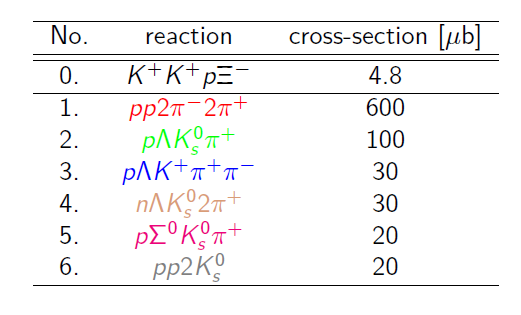 No. reaction cross-section [μb]
0. K⁺K⁺pΞ⁻ 4.8
1. pp2π⁻2π⁺ 600
2. pΛK⁰ₛπ⁺ 100
3. pΛK⁺π⁺π⁻ 30
4. nΛK⁰ₛ2π⁺ 30
5. pΣ⁰K⁰ₛπ⁺ 20
6. pp2K⁰ₛ 20